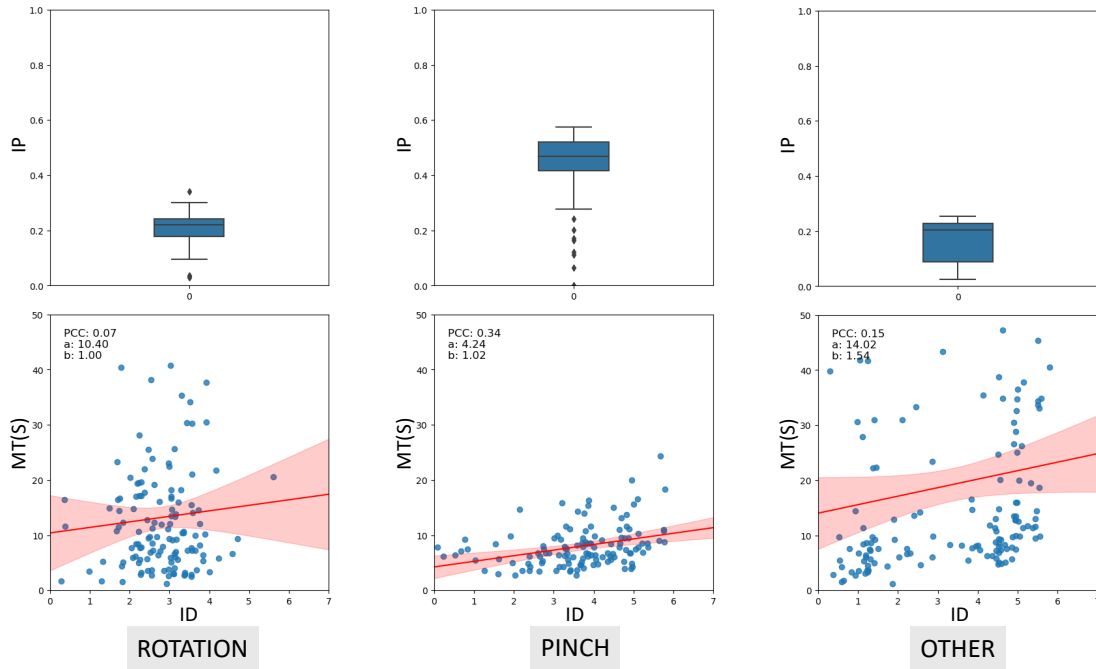 1.0
0.8
0.6
0.4
0.2
0.0
IP
0
1.0
0.8
0.6
0.4
0.2
0.0
IP
0
1.0
0.8
0.6
0.4
0.2
0.0
IP
0
50
40
30
20
10
0
MT(S)
PCC: 0.07
a: 10.40
b: 1.00
0 1 2 3 4 5 6 7
ID
ROTATION
50
40
30
20
10
0
MT(S)
PCC: 0.34
a: 4.24
b: 1.02
0 1 2 3 4 5 6 7
ID
PINCH
50
40
30
20
10
0
MT(S)
PCC: 0.15
a: 14.02
b: 1.54
0 1 2 3 4 5 6 7
ID
OTHER